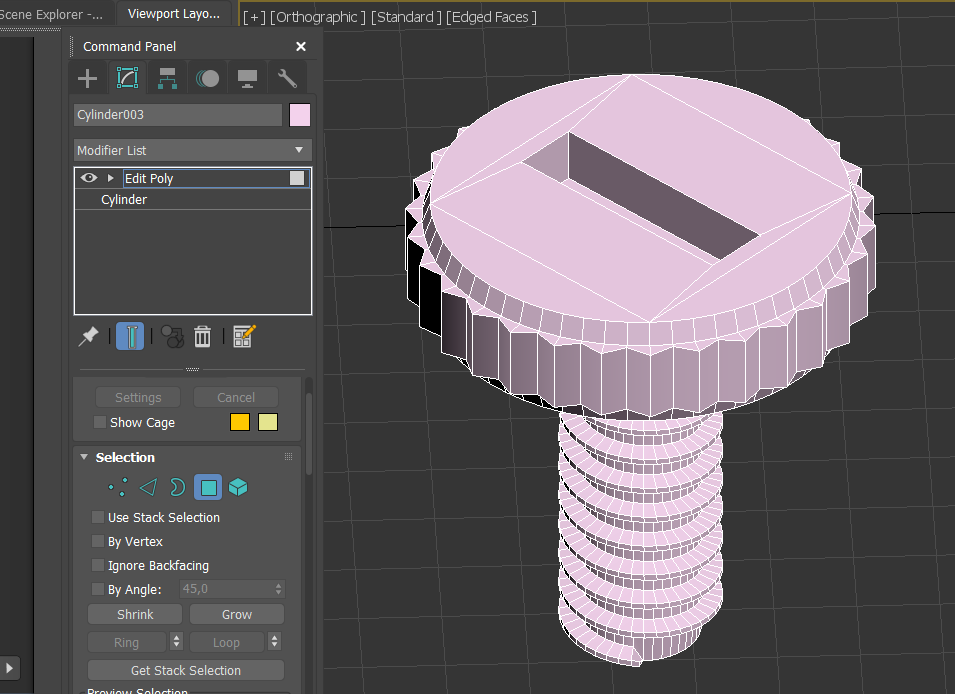 Scene Explorer -...
Viewport Layo...
[+] [Orthographic ] [Standard ] [Edged Faces ]
Command Panel
Cylinder003
Modifier List
Edit Poly
Cylinder
Settings
Cancel
Show Cage
Selection
Use Stack Selection
By Vertex
Ignore Backfacing
By Angle:
45,0
Shrink
Grow
Ring
Loop
Get Stack Selection
Preview Selection